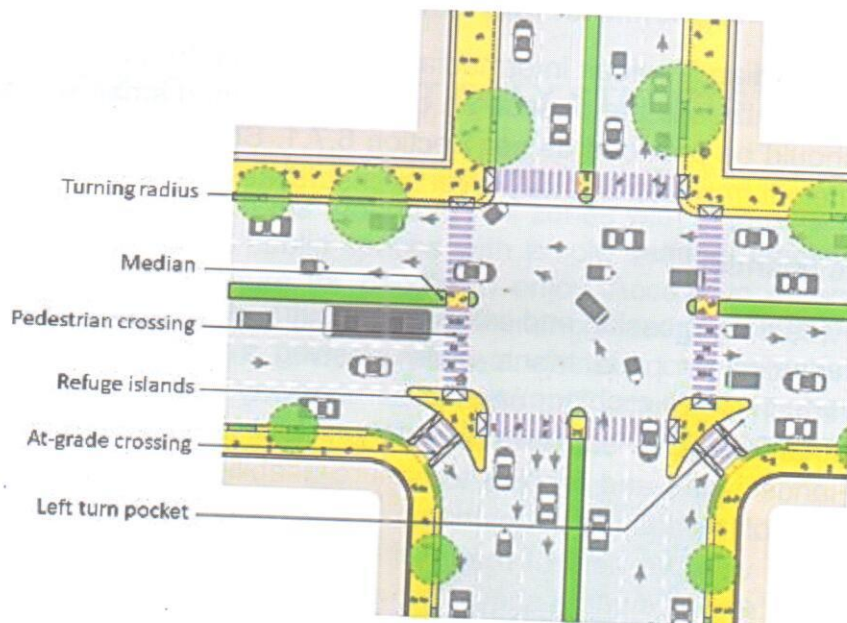 Turning radius
Median
Pedestrian crossing
Refuge islands
At-grade crossing
Left turn pocket